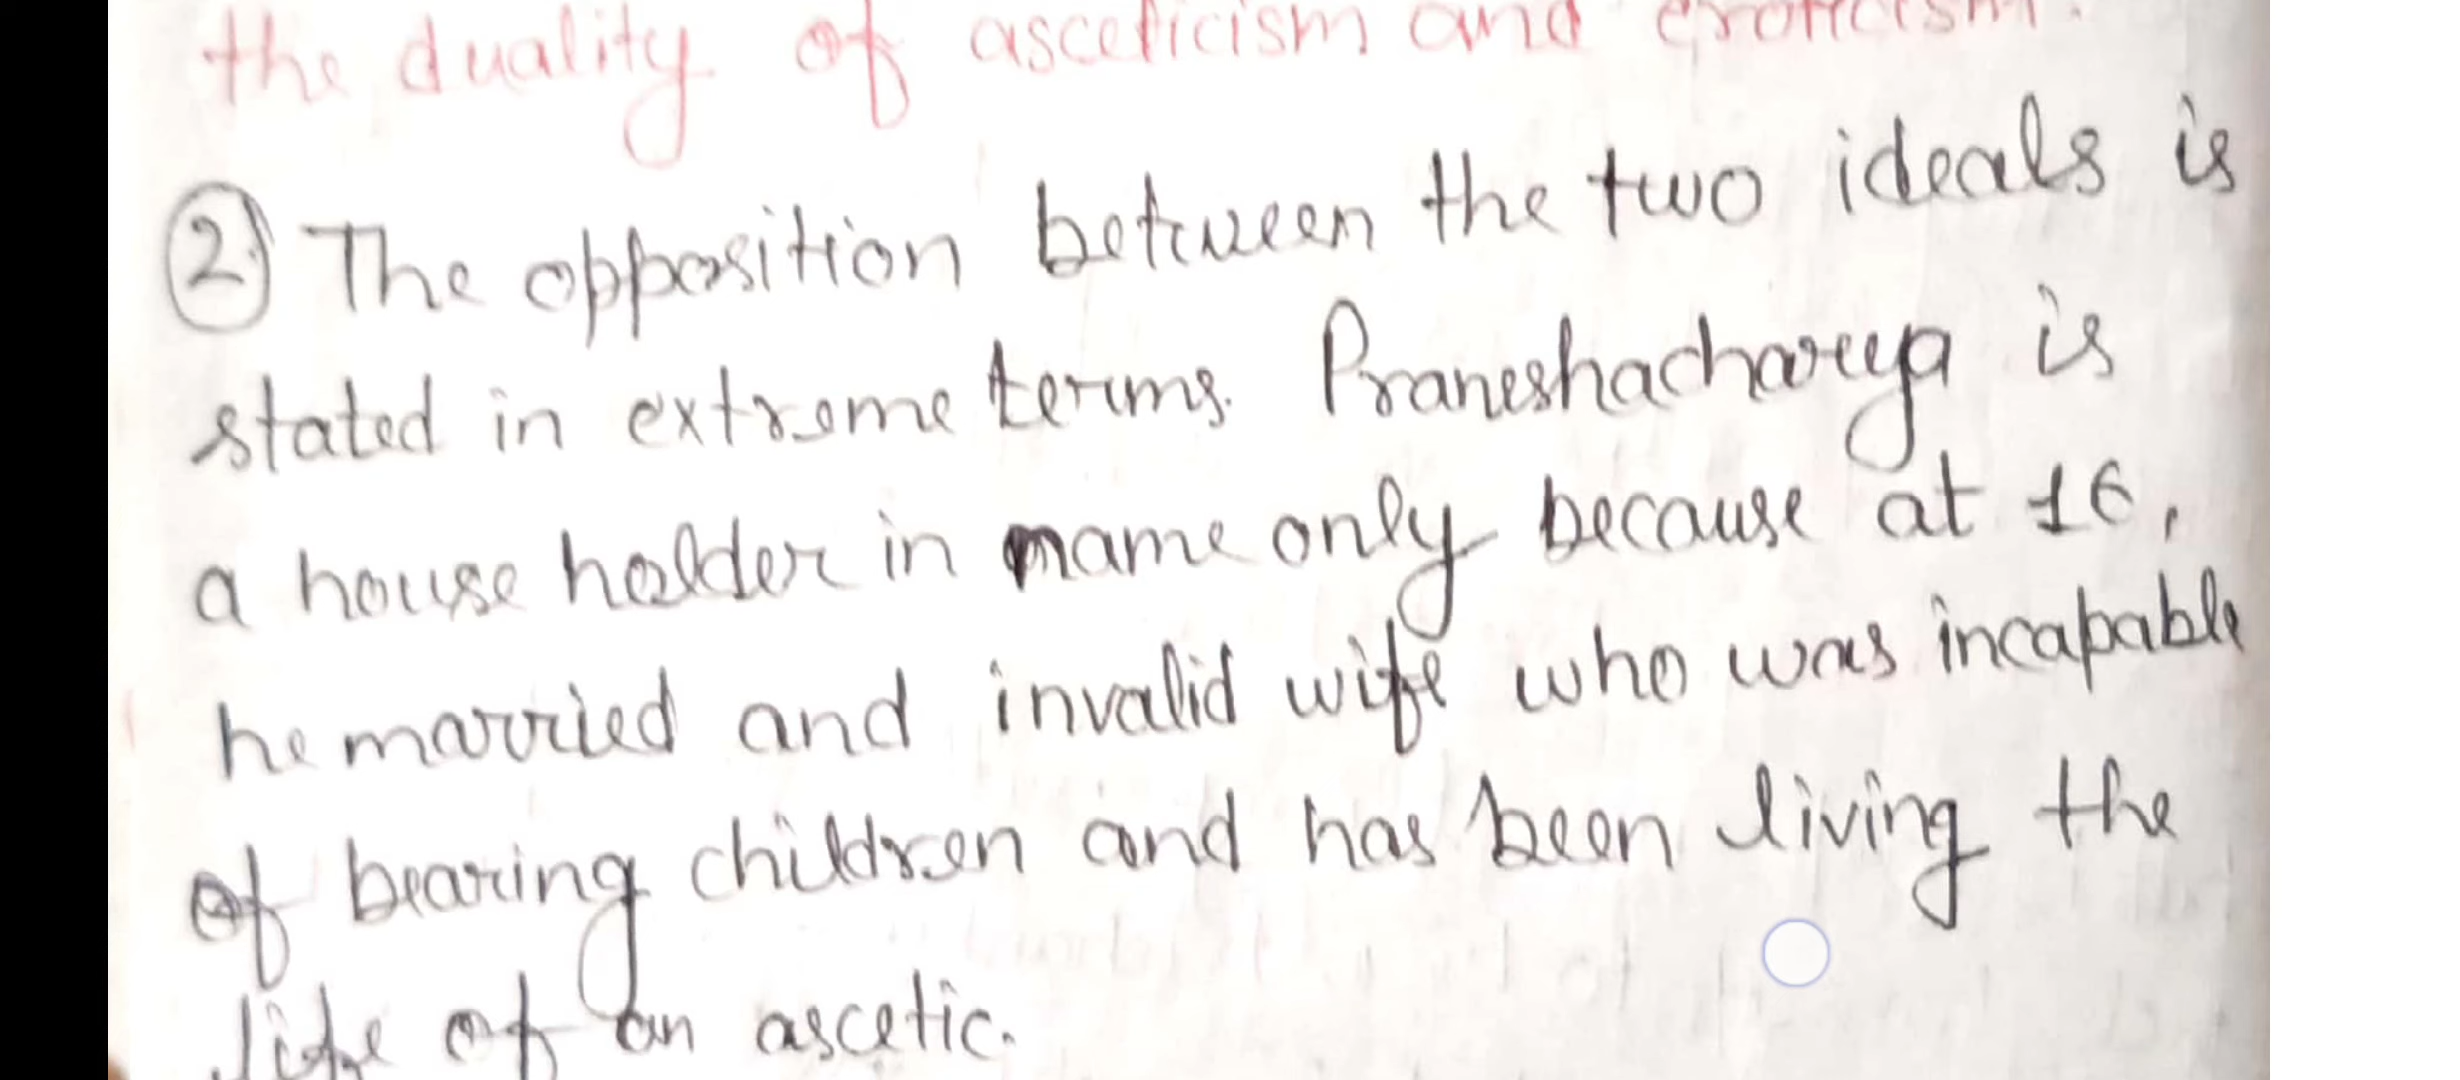 the duality of asceticism and eroticism.
② The opposition between the two ideals is
stated in extreme terms. Praneshacharya is
a house holder in name only because at 16,
he married and invalid wife who was incapable
of bearing children and has been living the
life of an ascetic.